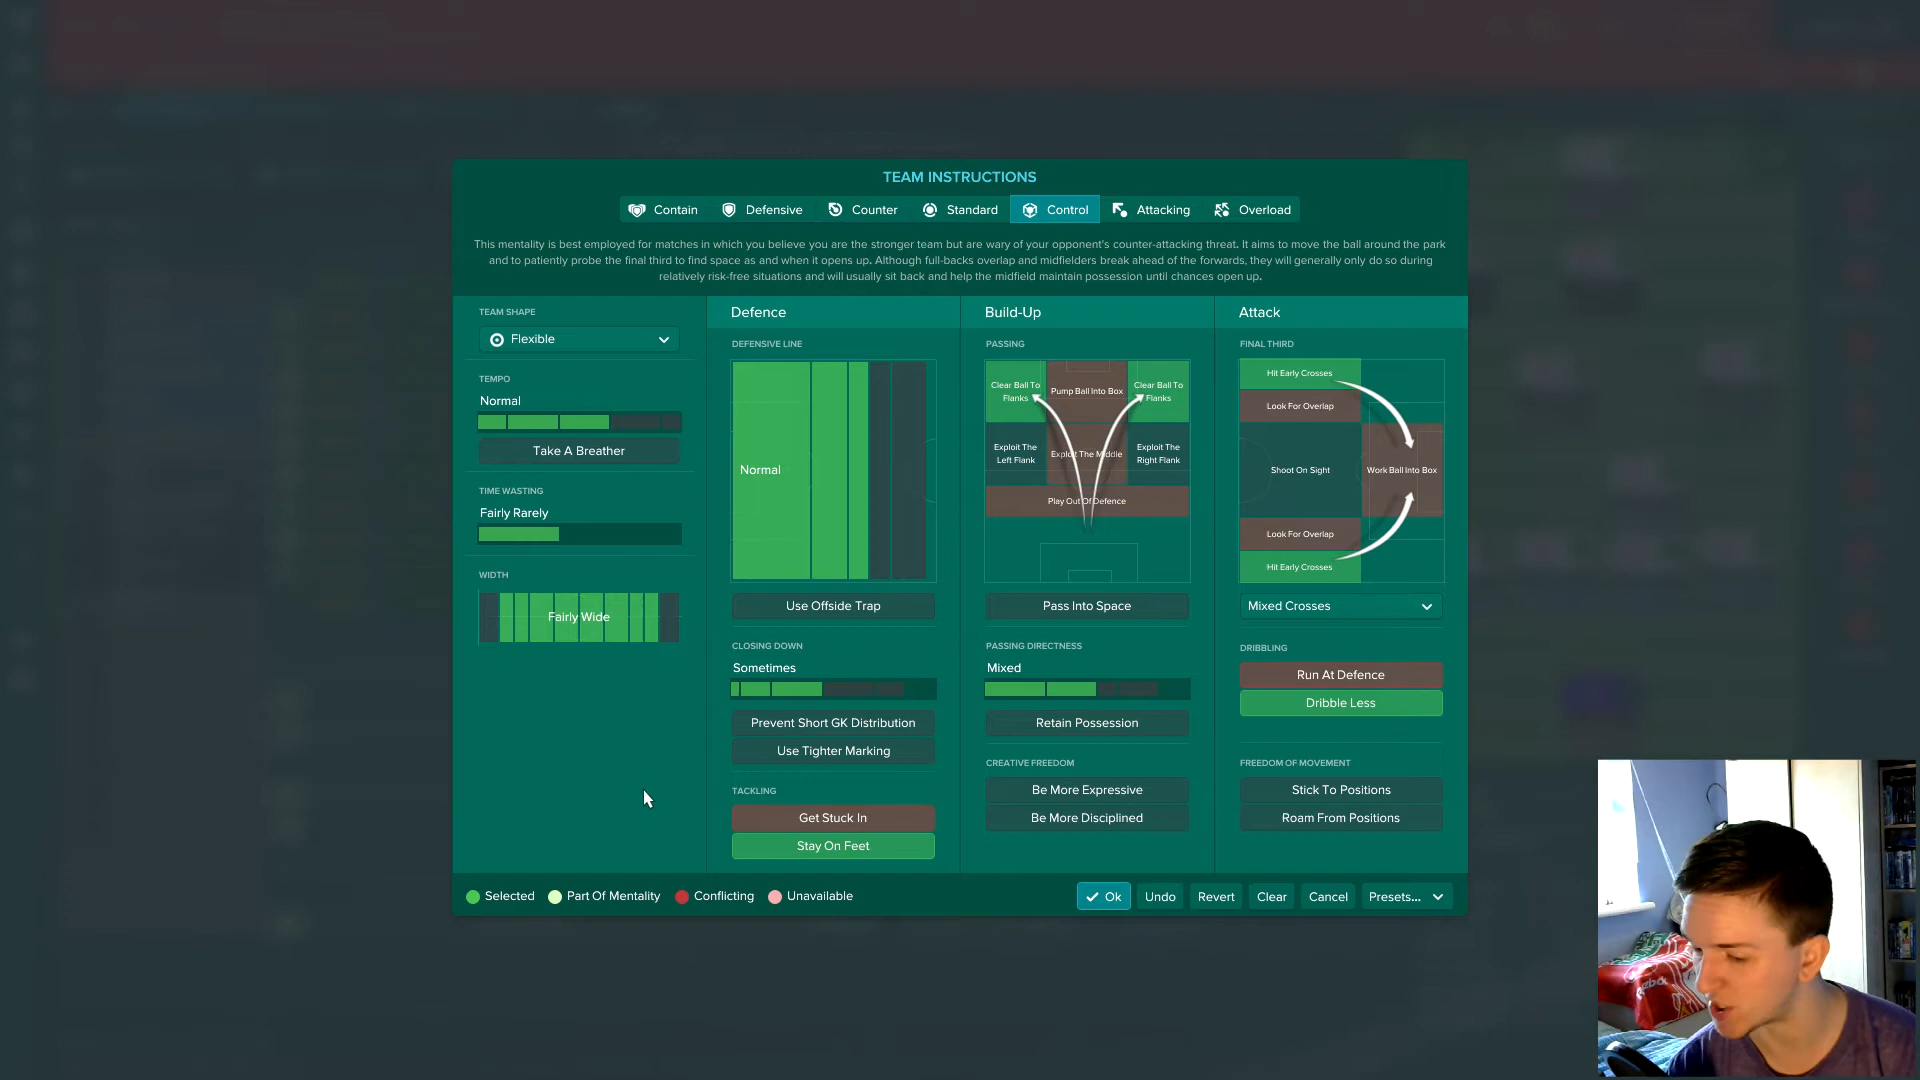 TEAM INSTRUCTIONS
Contain
Defensive
Counter
Standard
Control
Attacking
Overload
This mentality is best employed for matches in which you believe you are the stronger team but are wary of your opponent's counter-attacking threat. It aims to move the ball around the park
and to patiently probe the final third to find space as and when it opens up. Although full-backs overlap and midfielders break ahead of the forwards, they will generally only do so during
relatively risk-free situations and will usually sit back and help the midfield maintain possession until chances open up.
TEAM SHAPE
Flexible
TEMPO
Normal
Take A Breather
TIME WASTING
Fairly Rarely
WIDTH
Fairly Wide
Defence
DEFENSIVE LINE
Normal
Use Offside Trap
CLOSING DOWN
Sometimes
Prevent Short GK Distribution
Use Tighter Marking
TACKLING
Get Stuck In
Stay On Feet
Build-Up
PASSING
Clear Ball To
Flanks
Pump Ball Into Box
Clear Ball To
Flanks
Exploit The
Left Flank
Exploit The Middle
Exploit The
Right Flank
Play Out Of Defence
Pass Into Space
PASSING DIRECTNESS
Mixed
Retain Possession
CREATIVE FREEDOM
Be More Expressive
Be More Disciplined
Attack
FINAL THIRD
Hit Early Crosses
Look For Overlap
Shoot On Sight
Work Ball Into Box
Look For Overlap
Hit Early Crosses
Mixed Crosses
DRIBBLING
Run At Defence
Dribble Less
FREEDOM OF MOVEMENT
Stick To Positions
Roam From Positions
Selected
Part Of Mentality
Conflicting
Unavailable
Ok
Undo
Revert
Clear
Cancel
Presets...
Reebok